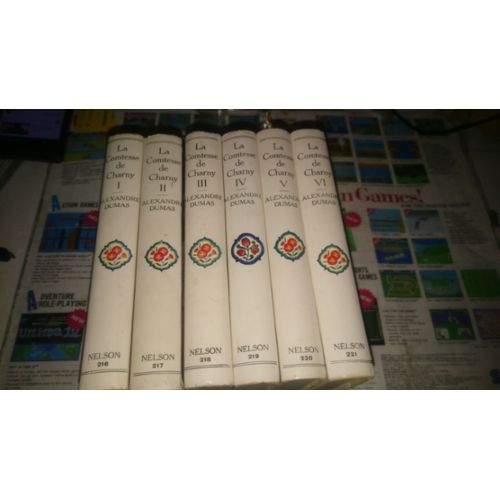 La
Comtesse
de
Charny
I
ALEXANDRE
DUMAS
NELSON
216
La
Comtesse
de
Charny
II
ALEXANDRE
DUMAS
NELSON
217
La
Comtesse
de
Charny
III
ALEXANDRE
DUMAS
NELSON
218
La
Comtesse
de
Charny
IV
ALEXANDRE
DUMAS
NELSON
219
La
Comtesse
de
Charny
V
ALEXANDRE
DUMAS
NELSON
220
La
Comtesse
de
Charny
VI
ALEXANDRE
DUMAS
NELSON
221
ACTION GAMES
ADVENTURE
ROLE-PLAYING
Games!
SPORTS GAMES